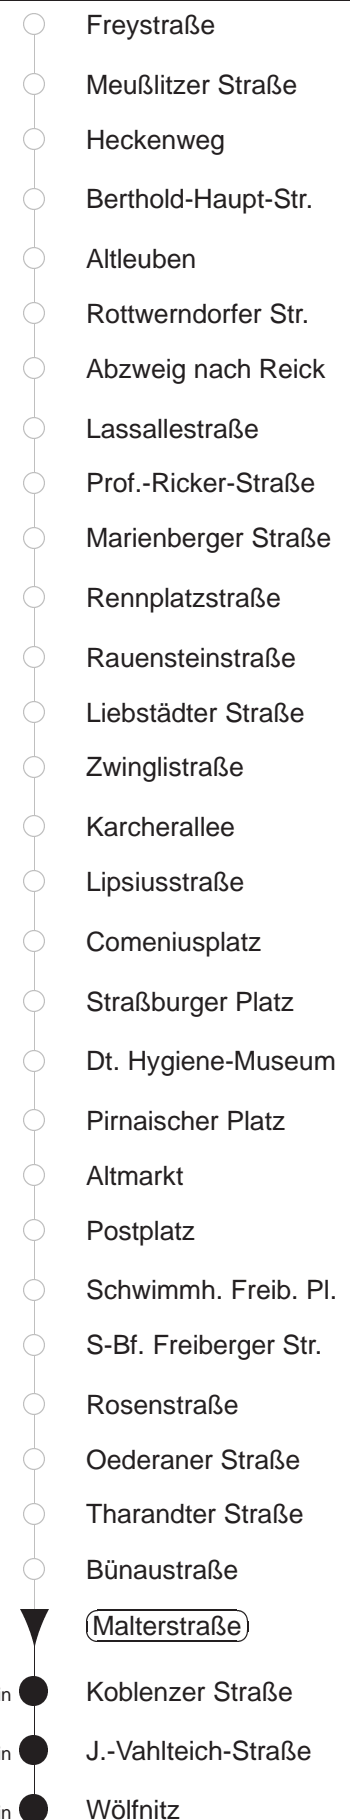 Freystraße
Meußlitzer Straße
Heckenweg
Berthold-Haupt-Str.
Altleuben
Rottwerndorfer Str.
Abzweig nach Reick
Lassallestraße
Prof.-Ricker-Straße
Marienberger Straße
Rennplatzstraße
Rauensteinstraße
Liebstädter Straße
Zwinglistraße
Karcherallee
Lipsiusstraße
Comeniusplatz
Straßburger Platz
Dt. Hygiene-Museum
Pirnaischer Platz
Altmarkt
Postplatz
Schwimmh. Freib. Pl.
S-Bf. Freiberger Str.
Rosenstraße
Oederaner Straße
Tharandter Straße
Bünaustraße
Malterstraße
Koblenzer Straße
J.-Vahlteich-Straße
Wölfnitz